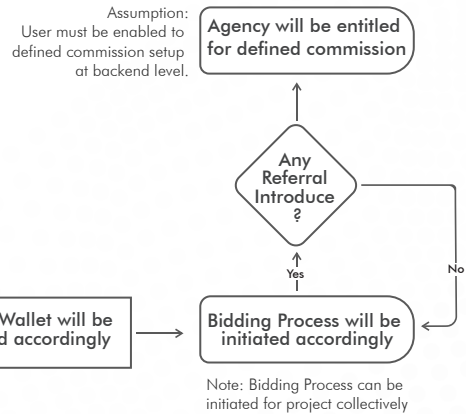 Assumption:
User must be enabled to
defined commission setup
at backend level.
Agency will be entitled
for defined commission
Any
Referral
Introduce
?
No
Yes
Wallet will be
d accordingly
Bidding Process will be
initiated accordingly
Note: Bidding Process can be
initiated for project collectively